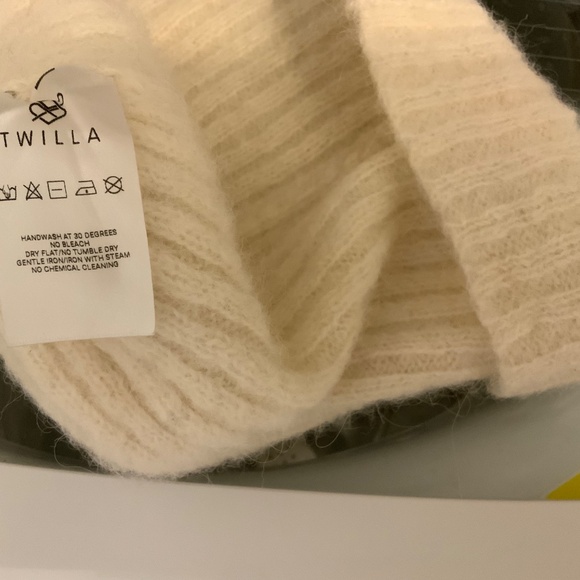 TWILLA
HANDWASH AT 30 DEGREES
NO BLEACH
DRY FLAT/NO TUMBLE DRY
GENTLE IRON/IRON WITH STEAM
NO CHEMICAL CLEANING